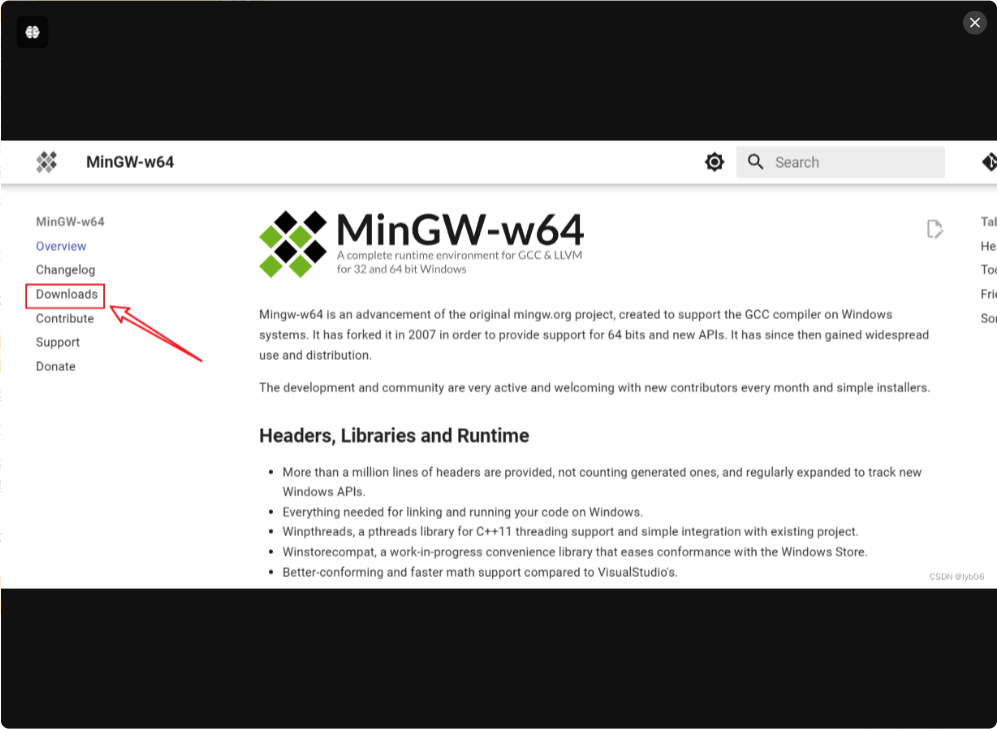 MinGW-w64
Search
MinGW-w64
Overview
Changelog
Downloads
Contribute
Support
Donate
MinGW-w64
A complete runtime environment for GCC & LLVM
for 32 and 64 bit Windows
Mingw-w64 is an advancement of the original mingw.org project, created to support the GCC compiler on Windows
systems. It has forked it in 2007 in order to provide support for 64 bits and new APIs. It has since then gained widespread
use and distribution.
The development and community are very active and welcoming with new contributors every month and simple installers.
Headers, Libraries and Runtime
• More than a million lines of headers are provided, not counting generated ones, and regularly expanded to track new
Windows APIs.
• Everything needed for linking and running your code on Windows.
• Winpthreads, a pthreads library for C++11 threading support and simple integration with existing project.
• Winstorecompat, a work-in-progress convenience library that eases conformance with the Windows Store.
• Better-conforming and faster math support compared to VisualStudio's.
Tal
He
Too
Frie
Sor